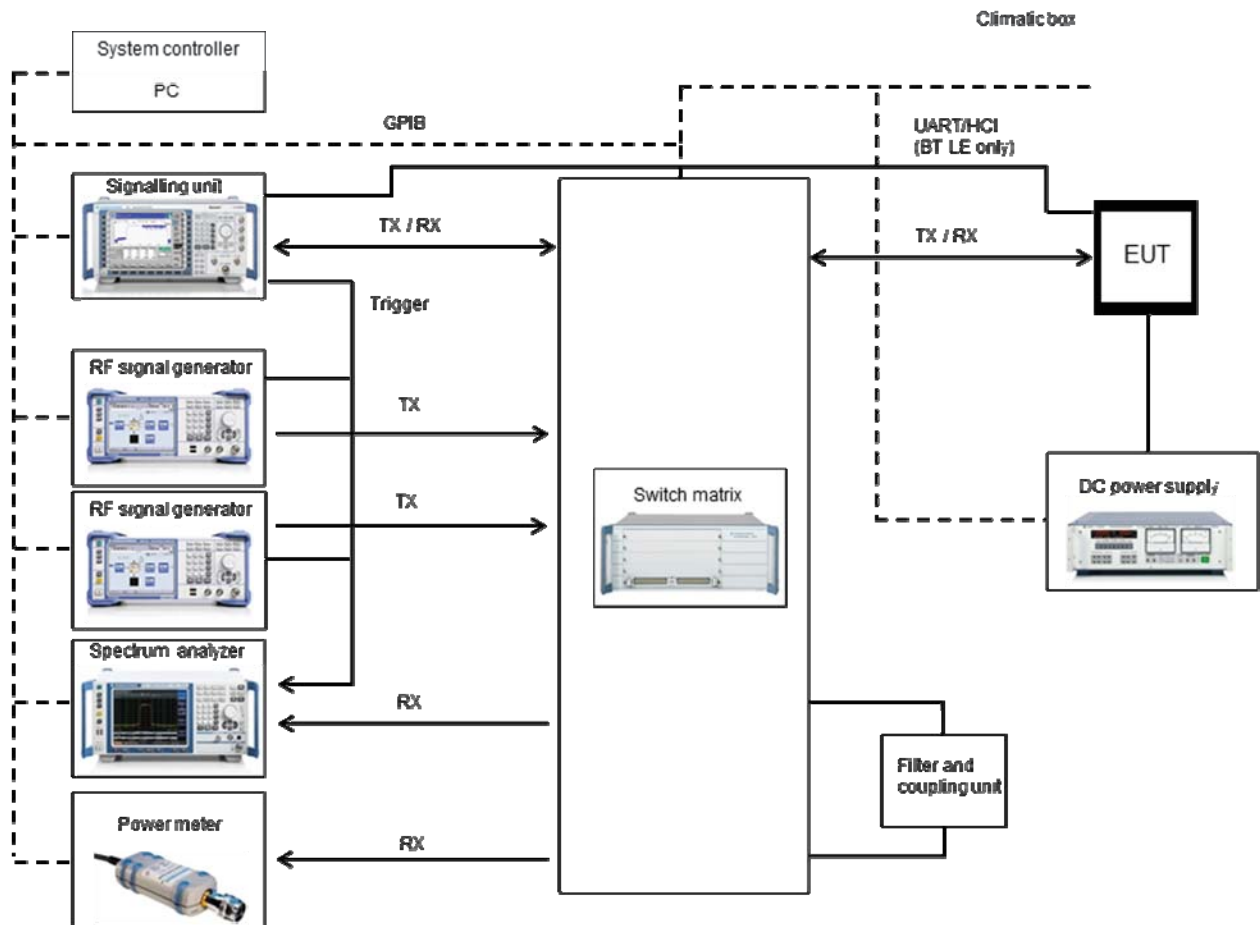 Climatic box
System controller
PC
GPIB
UART/HCI
(BT LE only)
Signalling unit
TX / RX
TX / RX
EUT
Trigger
RF signal generator
TX
RF signal generator
TX
Switch matrix
DC power supply
Spectrum analyzer
RX
Filter and
coupling unit
Power meter
RX